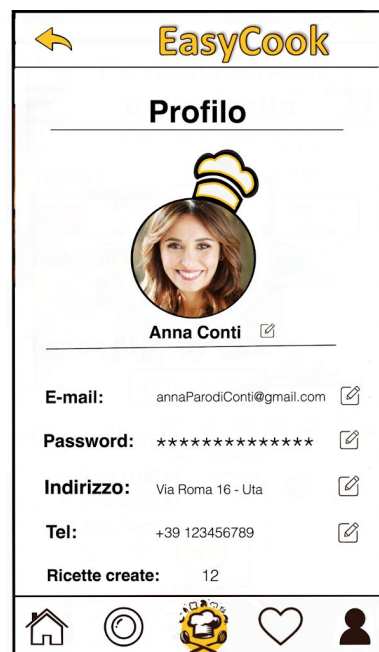 EasyCook
Profilo
Anna Conti
E-mail: annaParodiConti@gmail.com
Password: **************
Indirizzo: Via Roma 16 - Uta
Tel: +39 123456789
Ricette create: 12